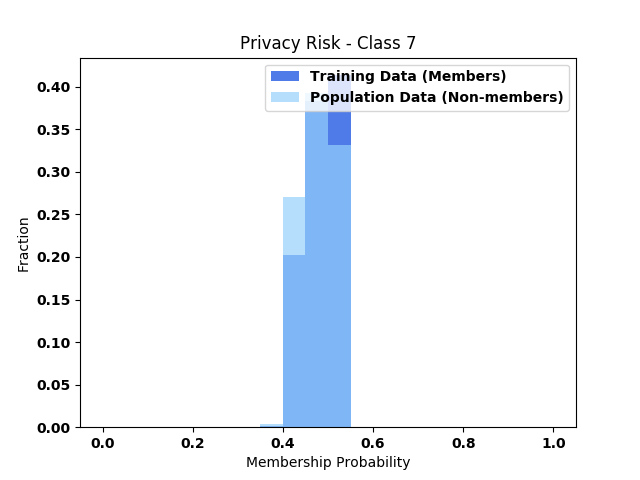 Privacy Risk - Class 7
Training Data (Members)
Population Data (Non-members)
0.40
0.35
0.30
0.25
0.20
0.15
0.10
0.05
0.00
Fraction
0.0 0.2 0.4 0.6 0.8 1.0
Membership Probability